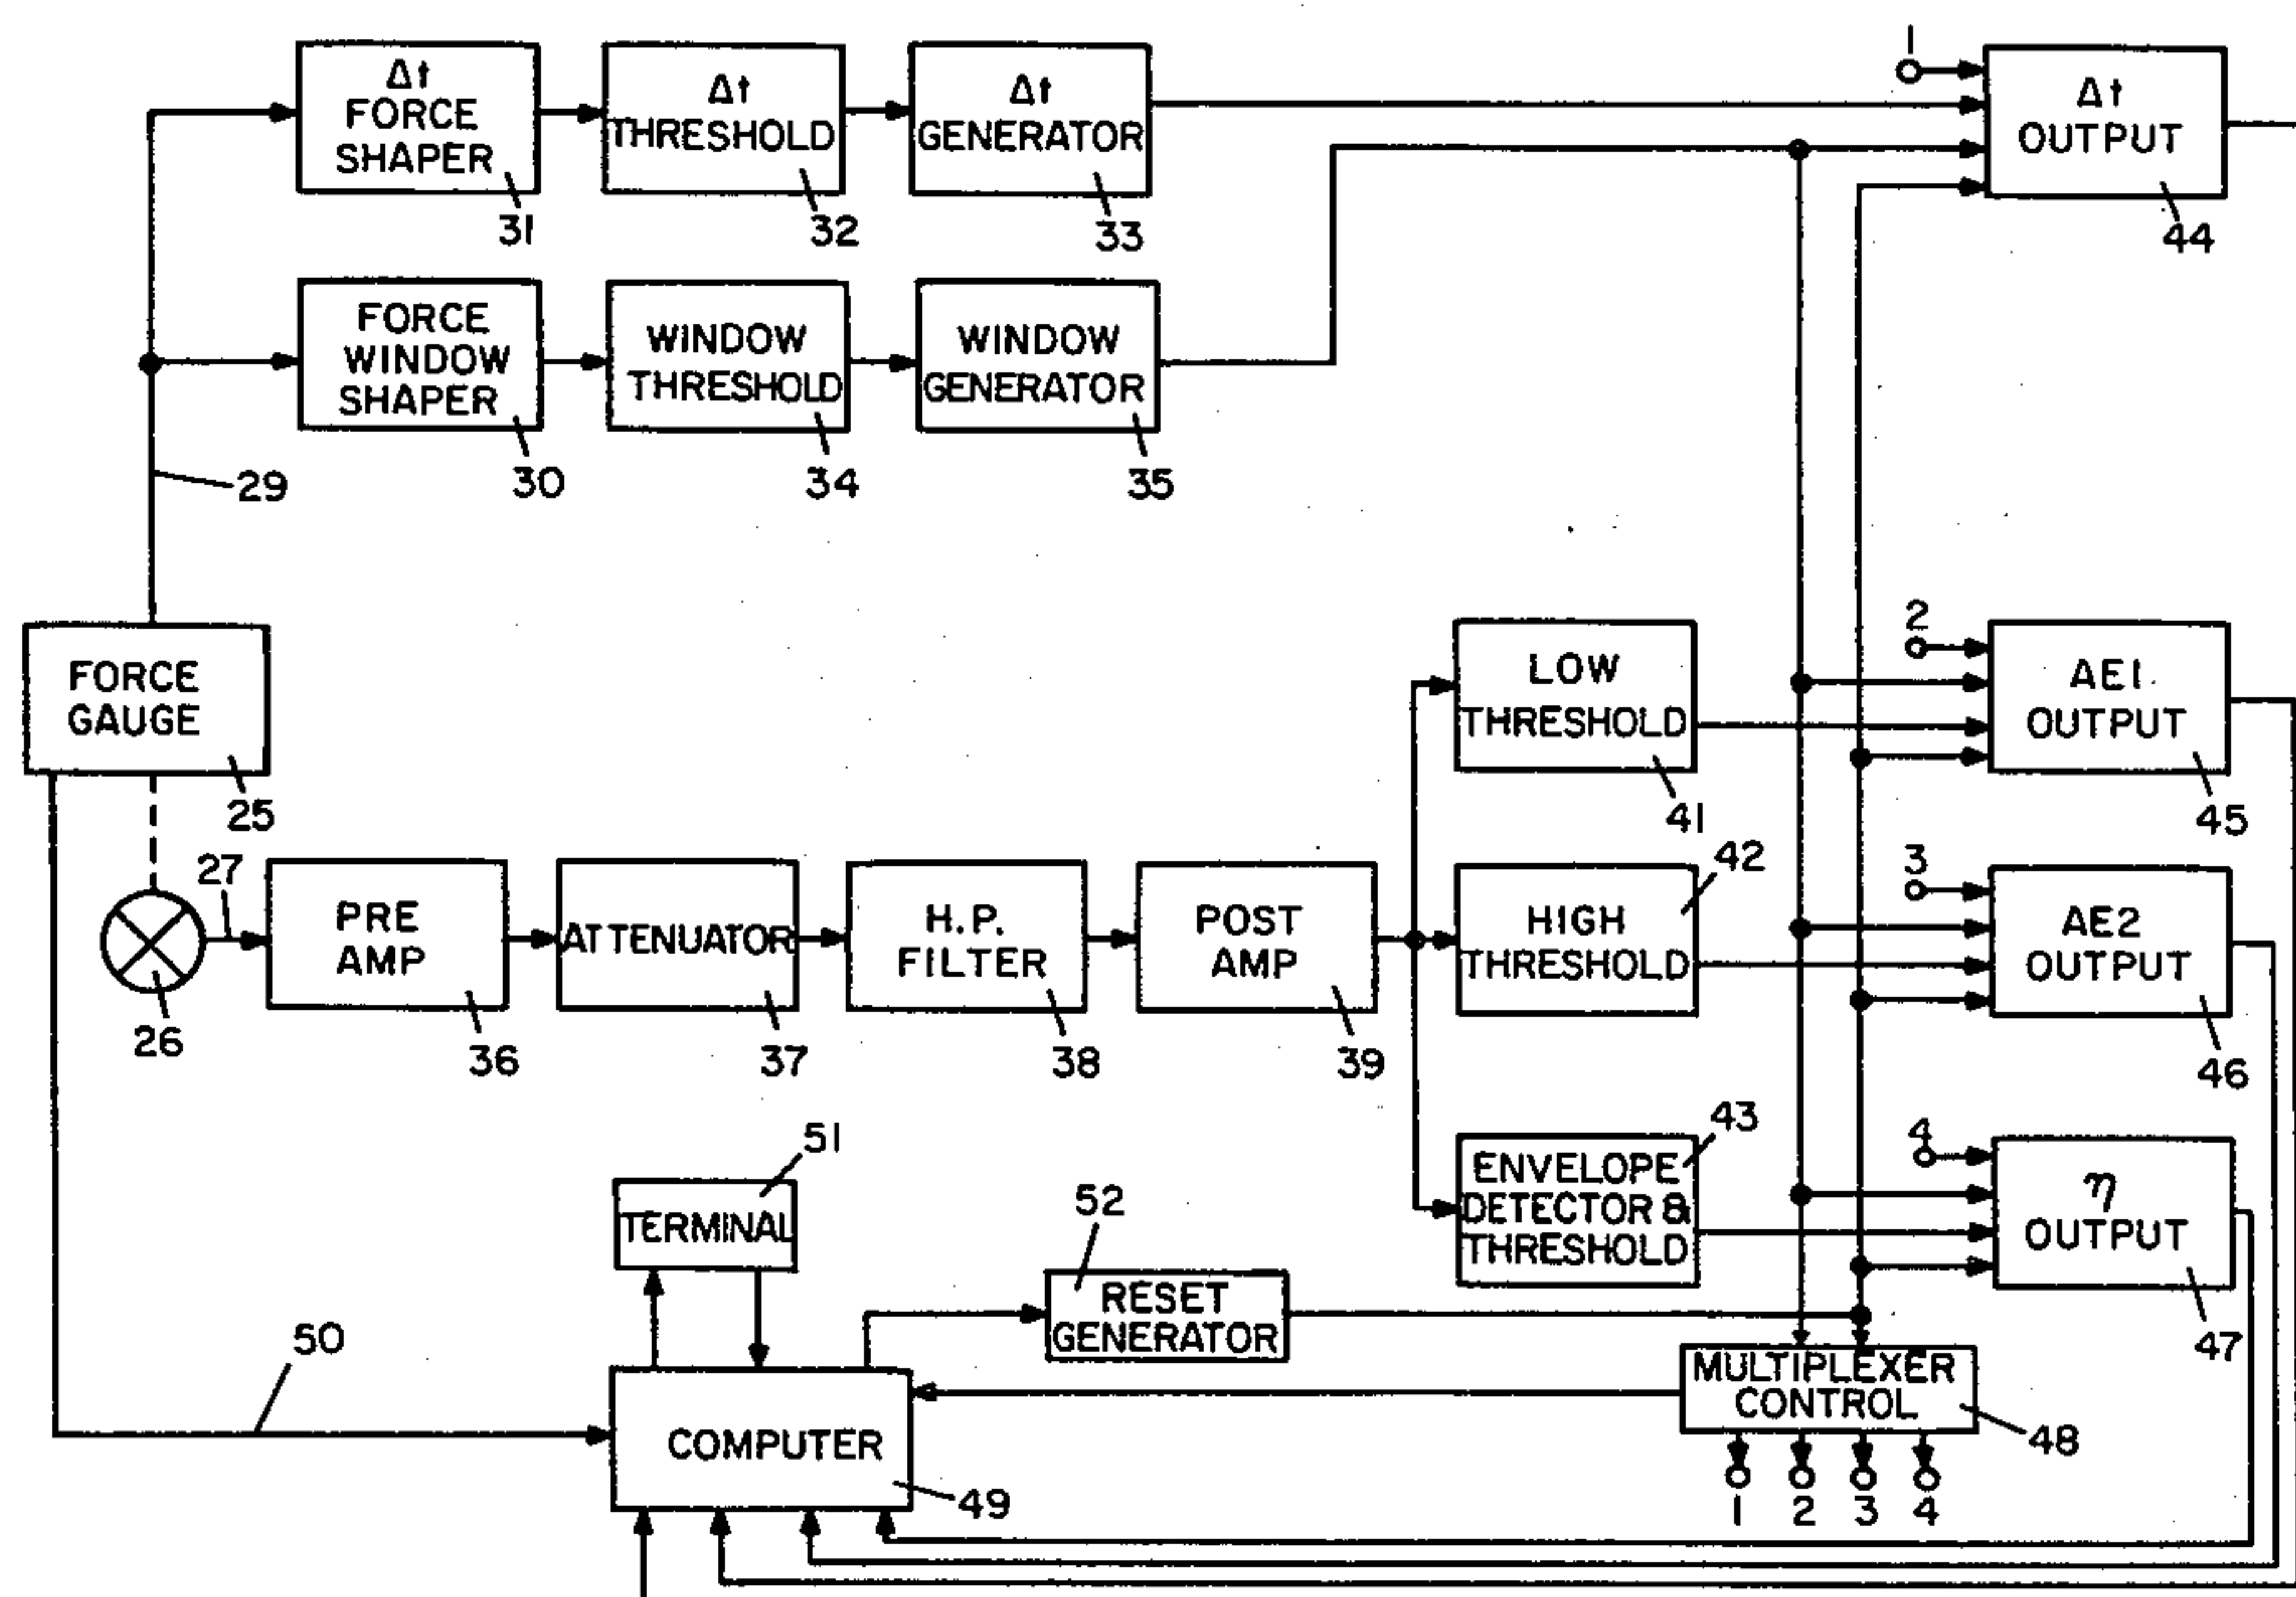 Δt
FORCE
SHAPER
31
Δt
THRESHOLD
32
Δt
GENERATOR
33
1
Δt
OUTPUT
44
FORCE
WINDOW
SHAPER
30
WINDOW
THRESHOLD
34
WINDOW
GENERATOR
35
29
FORCE
GAUGE
25
LOW
THRESHOLD
41
2
AE1
OUTPUT
45
26
27
PRE
AMP
36
ATTENUATOR
37
H.P.
FILTER
38
POST
AMP
39
HIGH
THRESHOLD
42
3
AE2
OUTPUT
46
ENVELOPE
DETECTOR &
THRESHOLD
43
4
η
OUTPUT
47
TERMINAL
51
52
RESET
GENERATOR
50
COMPUTER
49
MULTIPLEXER
CONTROL
48
1 2 3 4